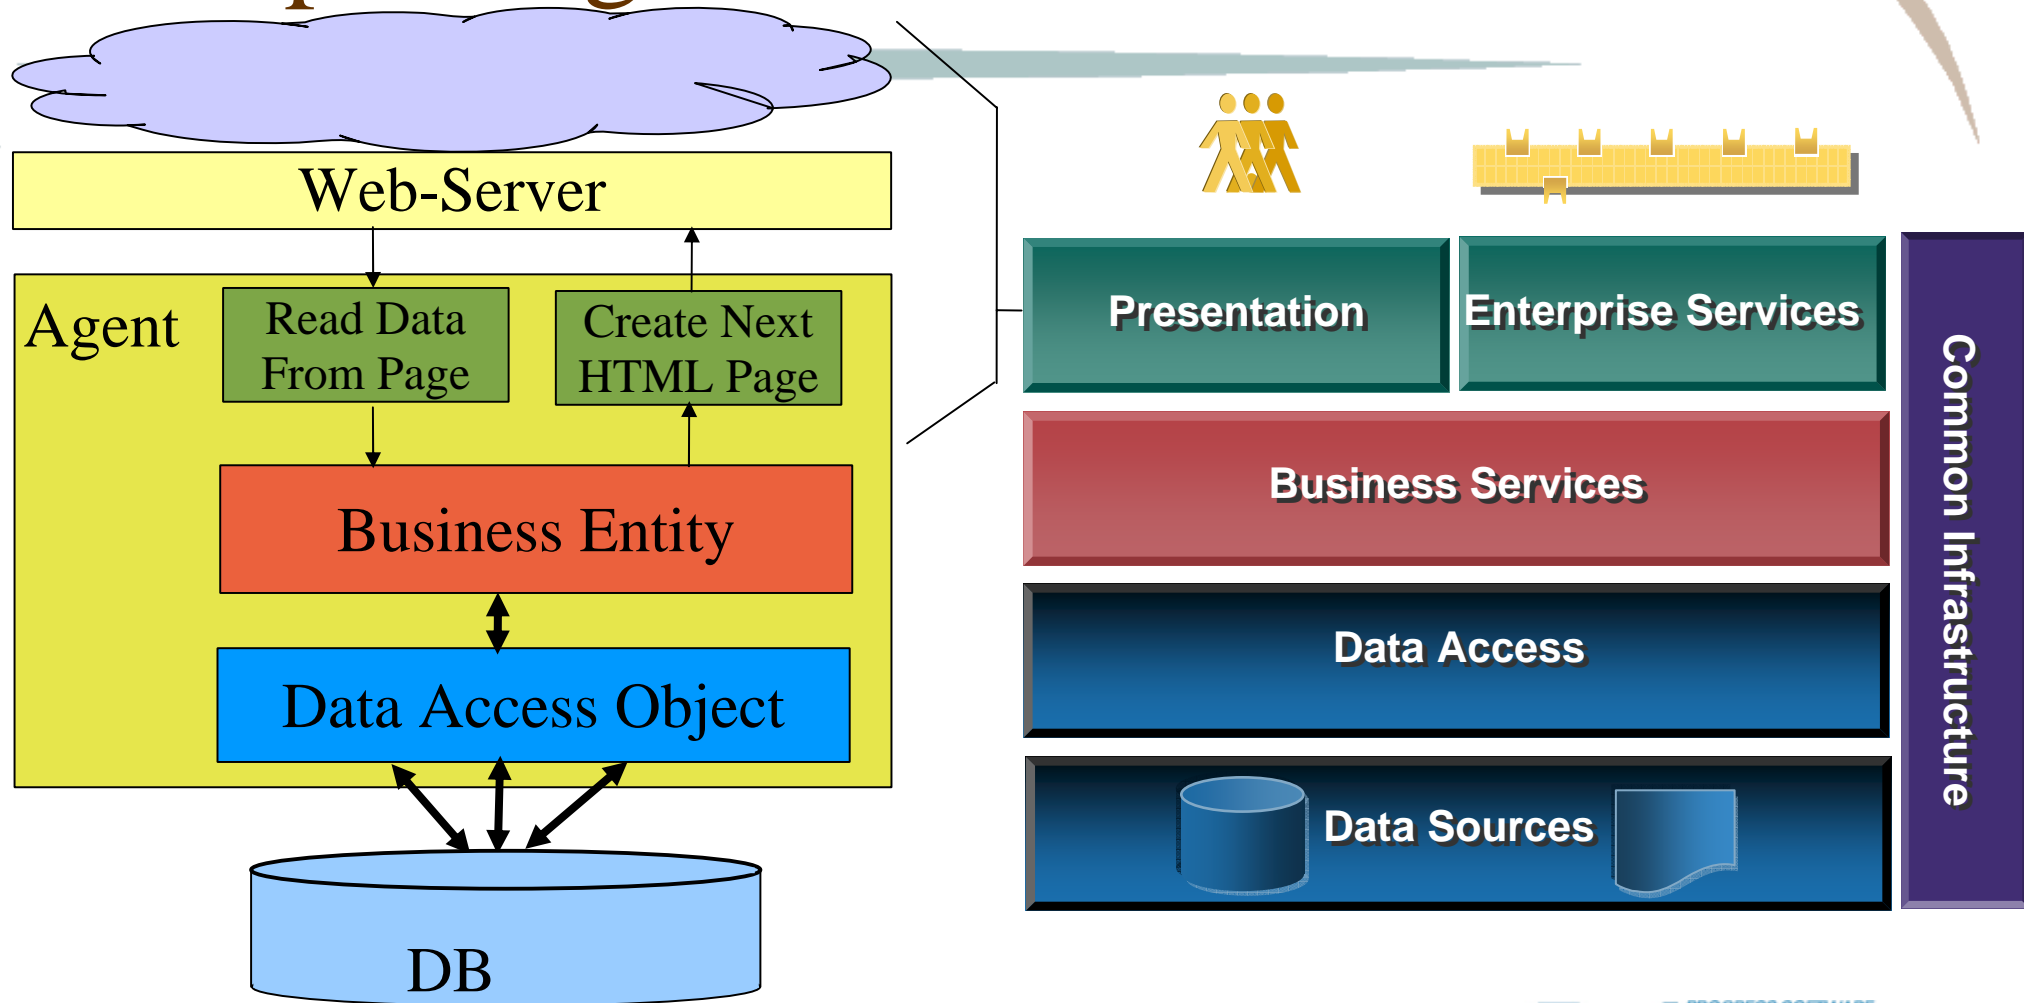 Web-Server
Agent
Read Data
From Page
Create Next
HTML Page
Business Entity
Data Access Object
DB
Presentation
Enterprise Services
Business Services
Data Access
Data Sources
Common Infrastructure